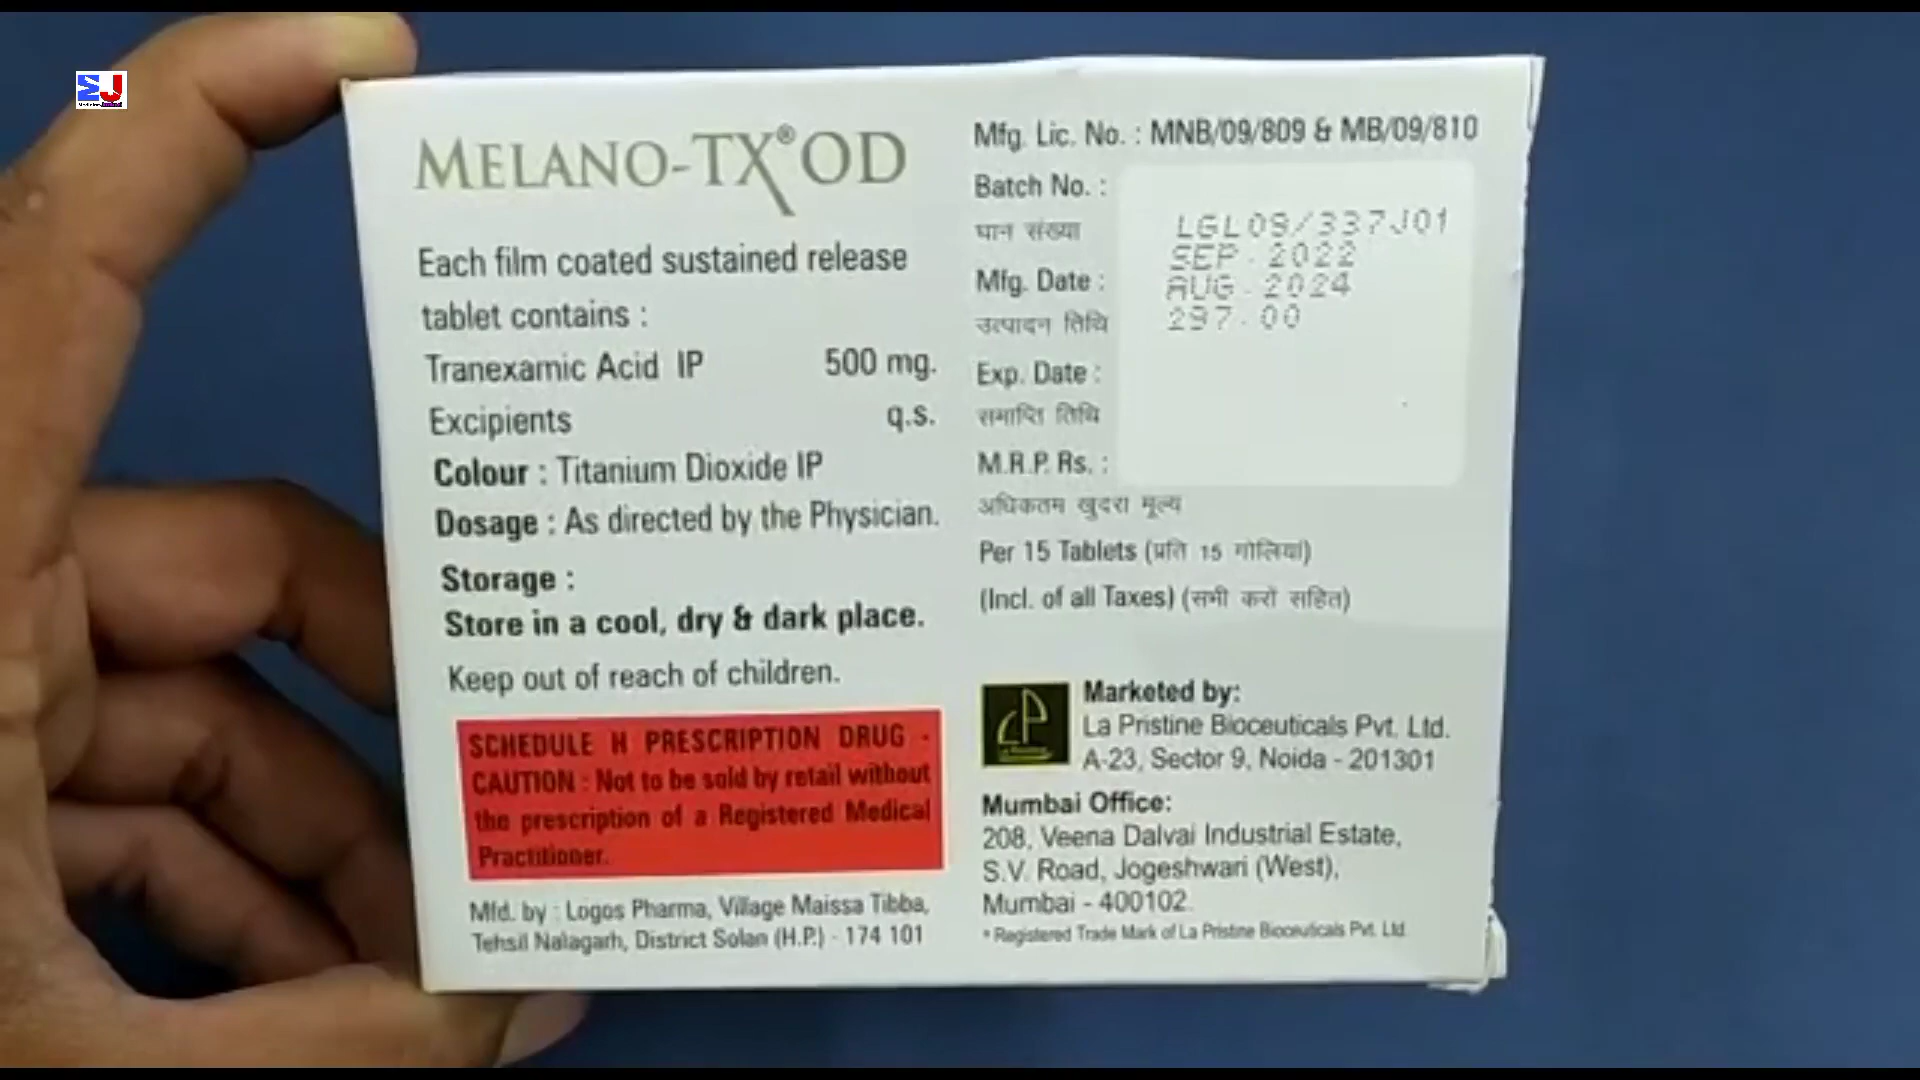 MELANO-TX® OD
Each film coated sustained release
tablet contains :
Tranexamic Acid IP 500 mg.
Excipients q.s.
Colour : Titanium Dioxide IP
Dosage : As directed by the Physician.
Storage :
Store in a cool, dry & dark place.
Keep out of reach of children.
SCHEDULE H PRESCRIPTION DRUG -
CAUTION : Not to be sold by retail without
the prescription of a Registered Medical
Practitioner.
Mfd. by : Logos Pharma, Village Maissa Tibba,
Tehsil Nalagarh, District Solan (H.P.) - 174 101
Mfg. Lic. No. : MNB/09/809 & MB/09/810
Batch No. :
घान संख्या
Mfg. Date :
उत्पादन तिथि
Exp. Date :
समाप्ति तिथि
M.R.P. Rs. :
अधिकतम खुदरा मूल्य
LGL09/337J01
SEP. 2022
AUG. 2024
297.00
Per 15 Tablets (प्रति 15 गोलियां)
(Incl. of all Taxes) (सभी करों सहित)
Marketed by:
La Pristine Bioceuticals Pvt. Ltd.
A-23, Sector 9, Noida - 201301
Mumbai Office:
208, Veena Dalvai Industrial Estate,
S.V. Road, Jogeshwari (West),
Mumbai - 400102.
* Registered Trade Mark of La Pristine Bioceuticals Pvt. Ltd.